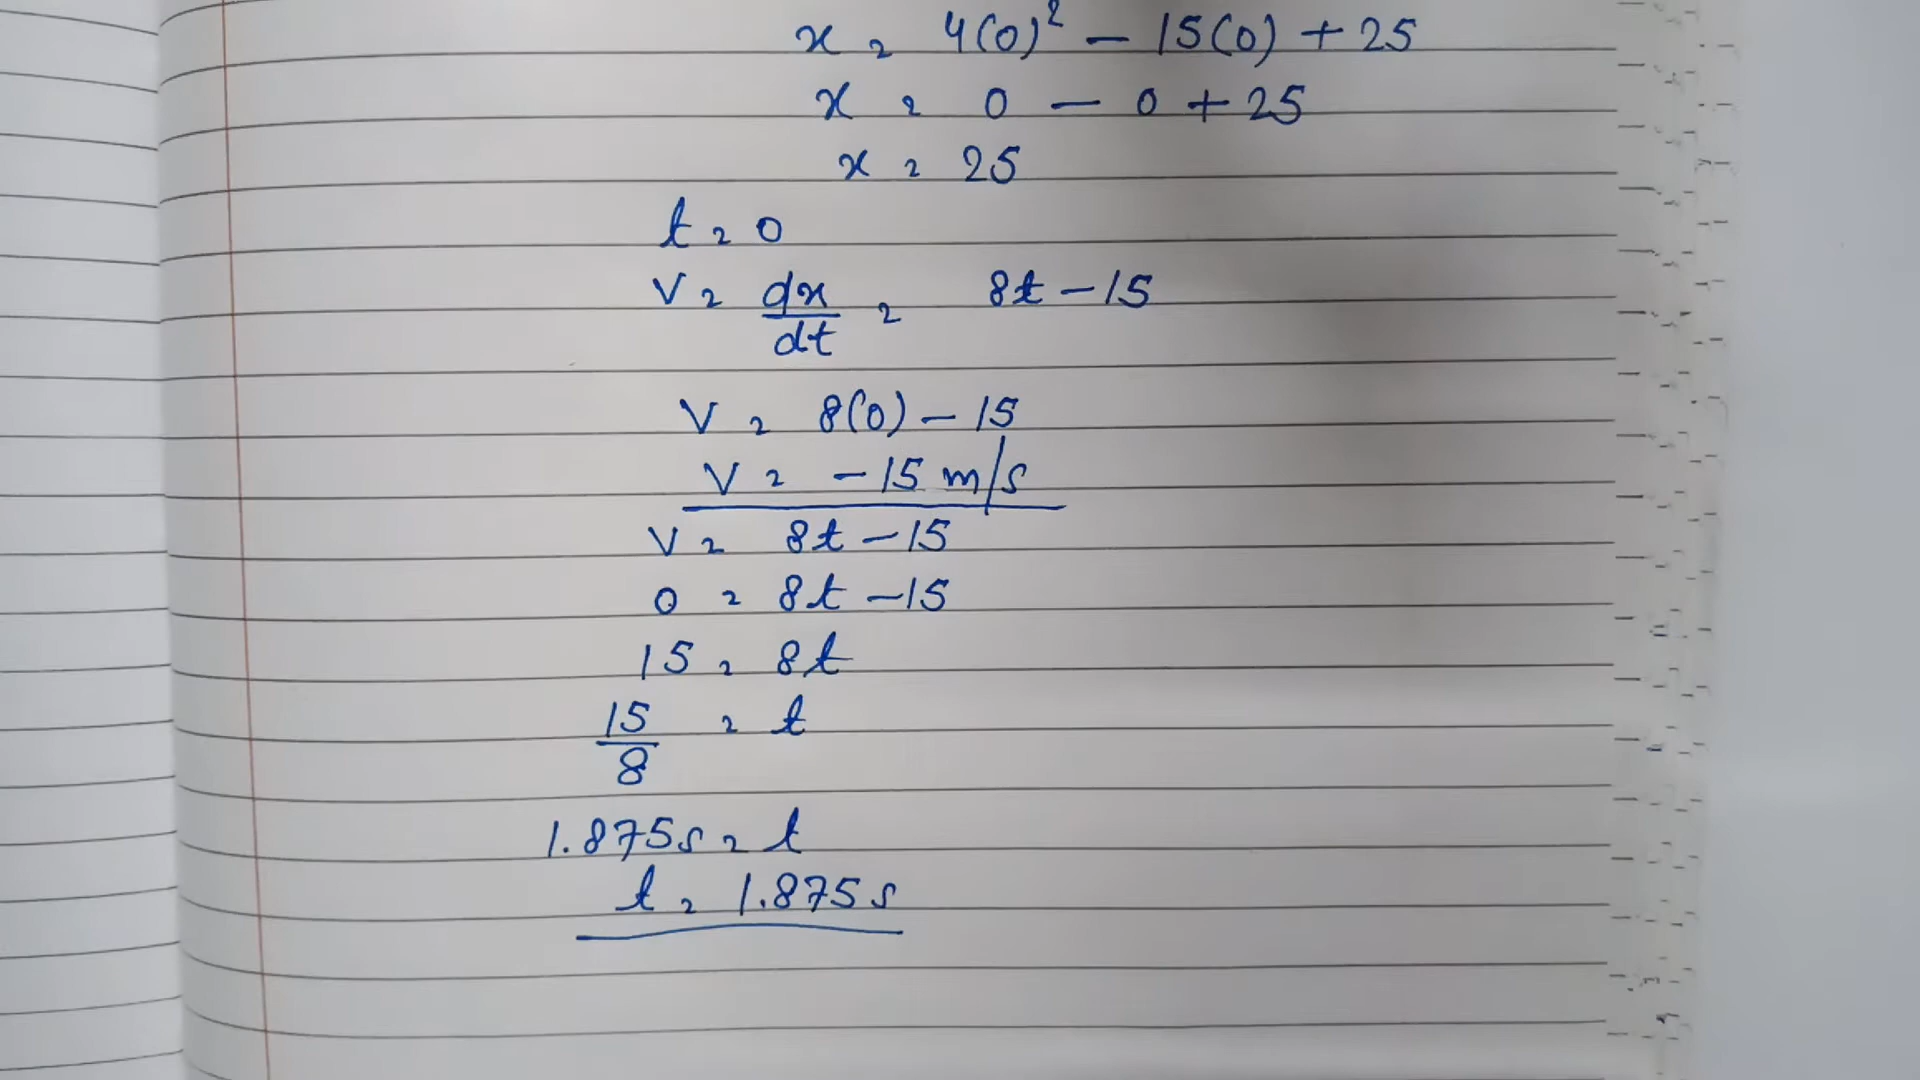 x = 4(0)² - 15(0) + 25
x = 0 - 0 + 25
x = 25
t = 0
V = dx/dt = 8t - 15
V = 8(0) - 15
V = -15 m/s
V = 8t - 15
0 = 8t - 15
15 = 8t
15/8 = t
1.875s = t
t = 1.875s